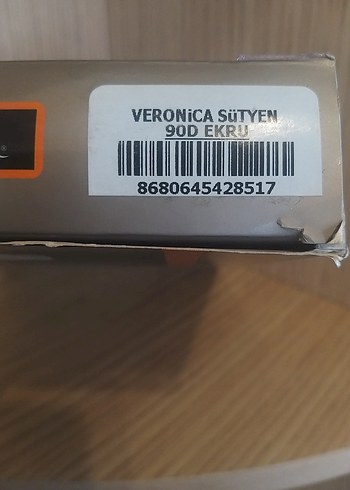 VERONiCA SüTYEN
90D EKRU
8680645428517